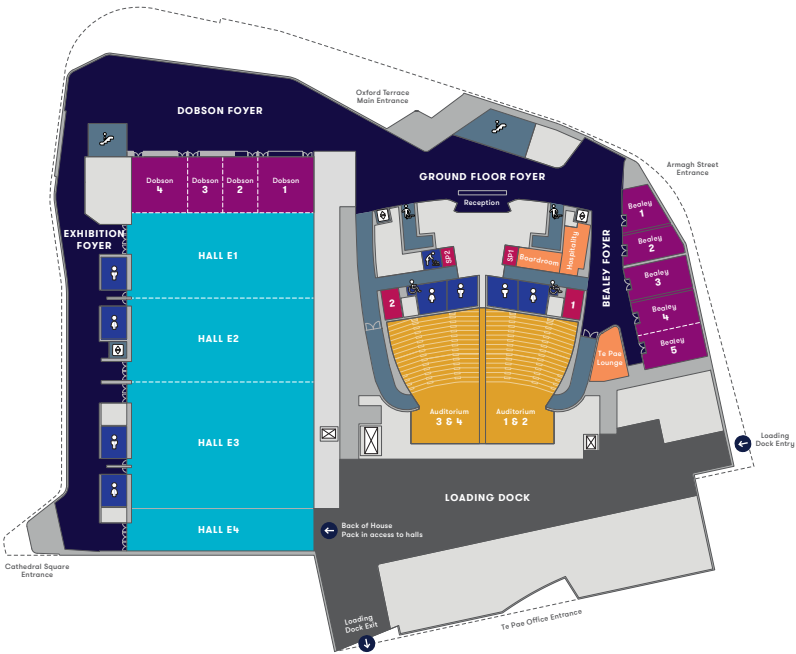 Oxford Terrace
Main Entrance
DOBSON FOYER
Armagh Street
Entrance
GROUND FLOOR FOYER
Reception
Dobson
4
Dobson
3
Dobson
2
Dobson
1
Bealey
1
Bealey
2
Bealey
3
Bealey
4
Bealey
5
EXHIBITION
FOYER
BEALEY FOYER
HALL E1
SP2
SP1
Boardroom
Hospitality
2
1
HALL E2
Te Pae
Lounge
Auditorium
3 & 4
Auditorium
1 & 2
HALL E3
Loading
Dock Entry
LOADING DOCK
HALL E4
Back of House
Pack in access to halls
Cathedral Square
Entrance
Loading
Dock Exit
Te Pae Office Entrance